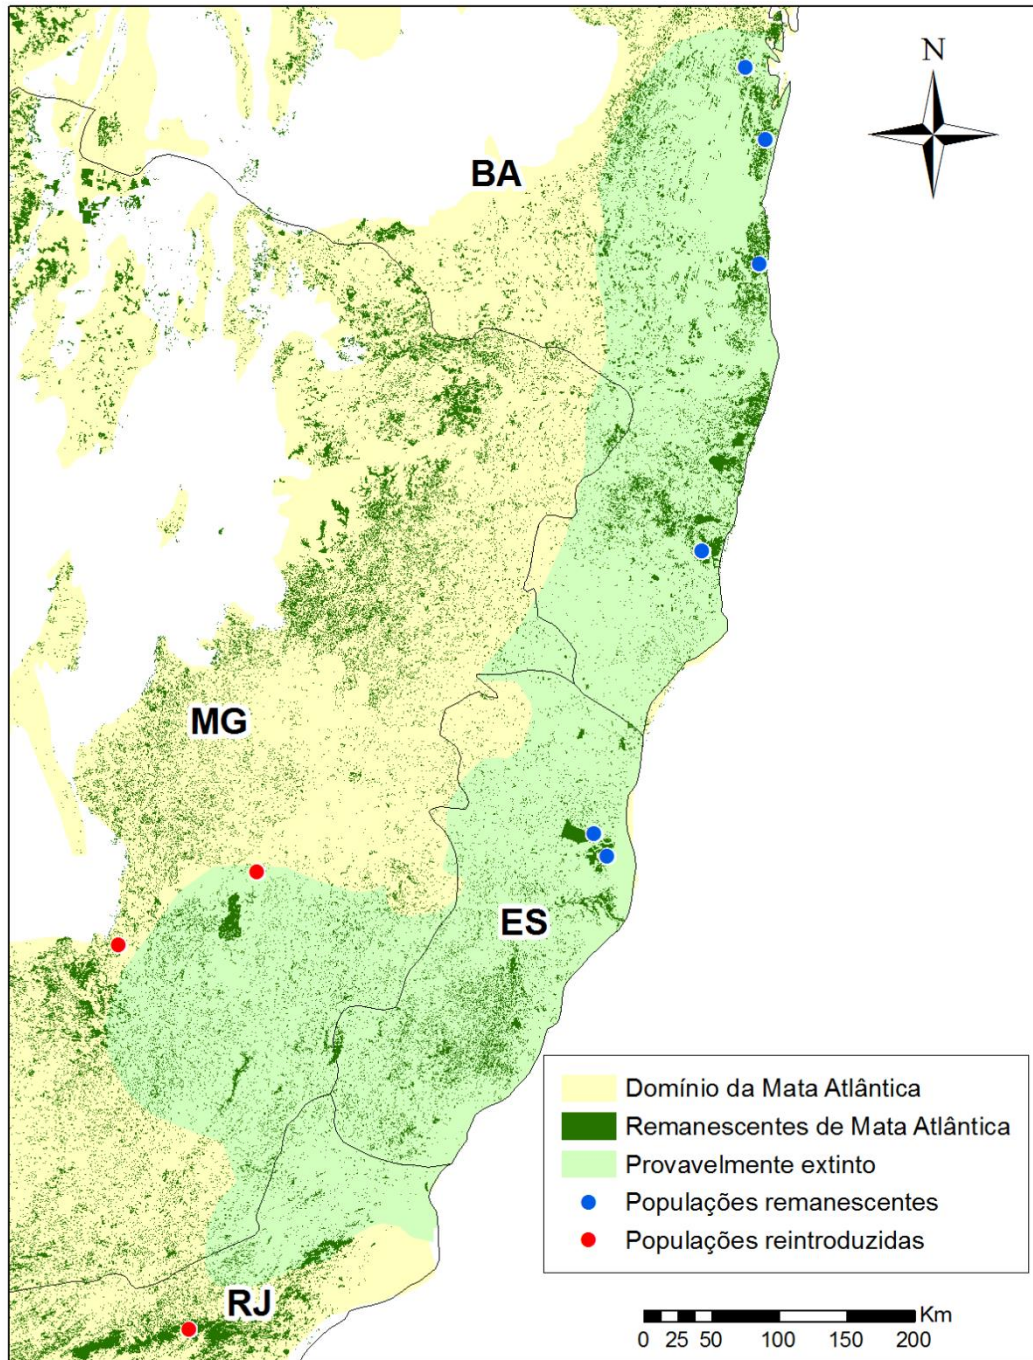 N
BA
MG
ES
RJ
Domínio da Mata Atlântica
Remanescentes de Mata Atlântica
Provavelmente extinto
Populações remanescentes
Populações reintroduzidas
Km
0 25 50 100 150 200